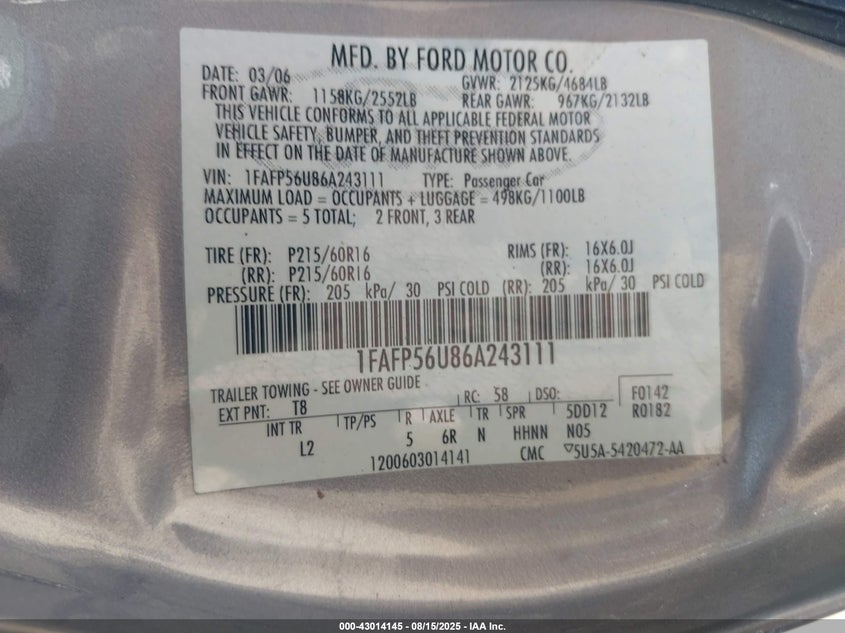 MFD. BY FORD MOTOR CO.
DATE: 03/06 GVWR: 2125KG/4684LB
FRONT GAWR: 1158KG/2552LB REAR GAWR: 967KG/2132LB
THIS VEHICLE CONFORMS TO ALL APPLICABLE FEDERAL MOTOR
VEHICLE SAFETY, BUMPER, AND THEFT PREVENTION STANDARDS
IN EFFECT ON THE DATE OF MANUFACTURE SHOWN ABOVE.
VIN: 1FAFP56U86A243111 TYPE: Passenger Car
MAXIMUM LOAD = OCCUPANTS + LUGGAGE = 498KG/1100LB
OCCUPANTS = 5 TOTAL; 2 FRONT, 3 REAR
TIRE (FR): P215/60R16 RIMS (FR): 16X6.0J
(RR): P215/60R16 (RR): 16X6.0J
PRESSURE (FR): 205 kPa/ 30 PSI COLD (RR): 205 kPa/ 30 PSI COLD
1FAFP56U86A243111
TRAILER TOWING - SEE OWNER GUIDE
EXT PNT: T8 RC: 58 DSO: F0142
INT TR TP/PS R AXLE TR SPR 5DD12 R0182
L2 5 6R N HHNN N05
1200603014141 CMC ▽5U5A-5420472-AA
000-43014145 - 08/15/2025 - IAA Inc.